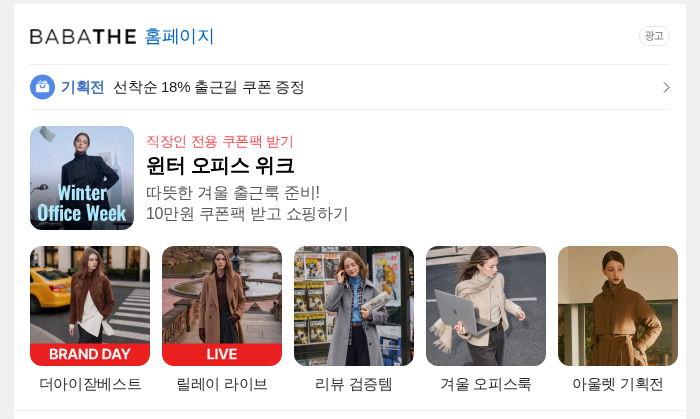 BABATHE 홈페이지
광고
기획전 선착순 18% 출근길 쿠폰 증정
Winter
Office Week
직장인 전용 쿠폰팩 받기
윈터 오피스 위크
따뜻한 겨울 출근룩 준비!
10만원 쿠폰팩 받고 쇼핑하기
BRAND DAY
LIVE
더아이잗베스트
릴레이 라이브
리뷰 검증템
겨울 오피스룩
아울렛 기획전